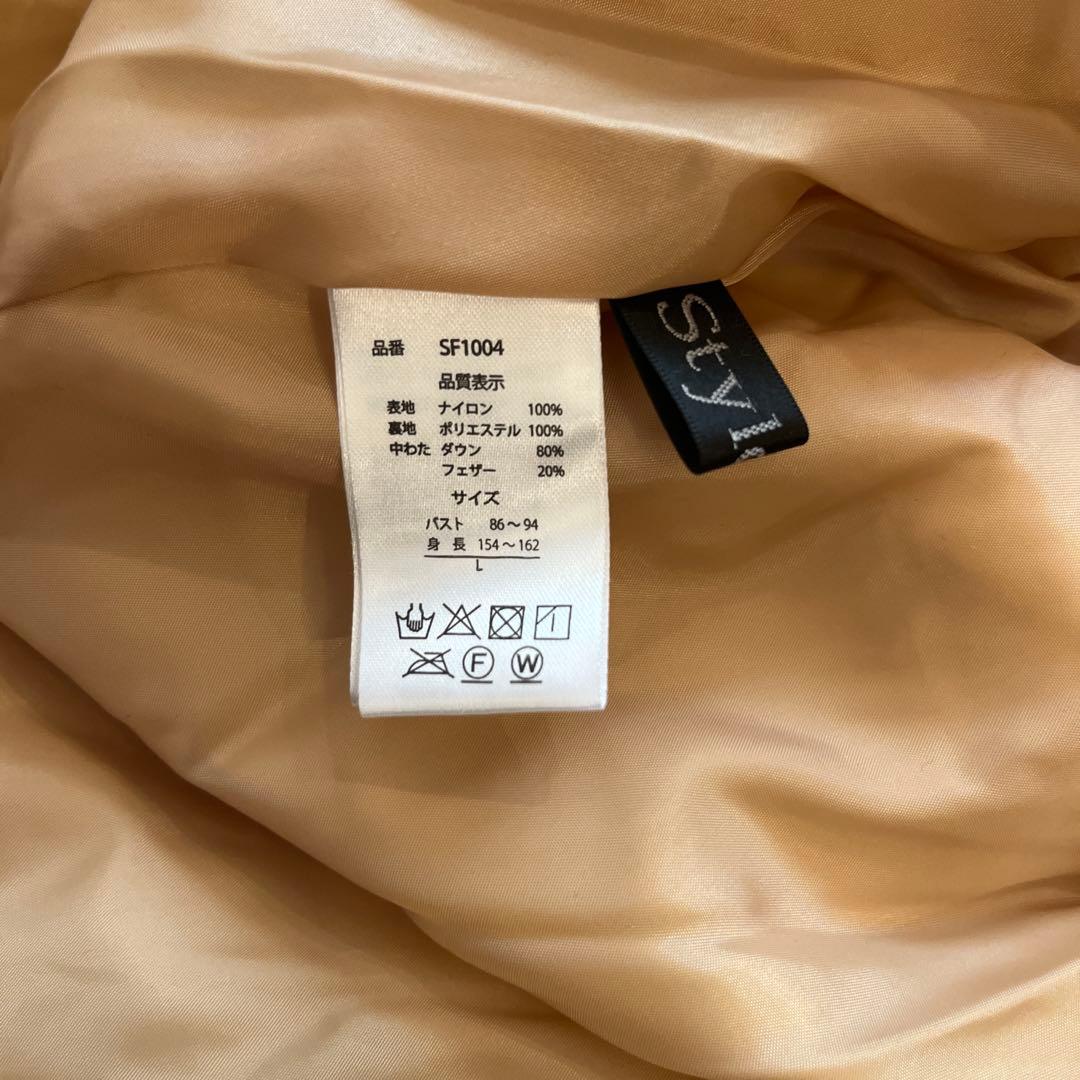 品番 SF1004
品質表示
表地 ナイロン 100%
裏地 ポリエステル 100%
中わた ダウン 80%
フェザー 20%
サイズ
バスト 86～94
身長 154～162
L
F W
Style